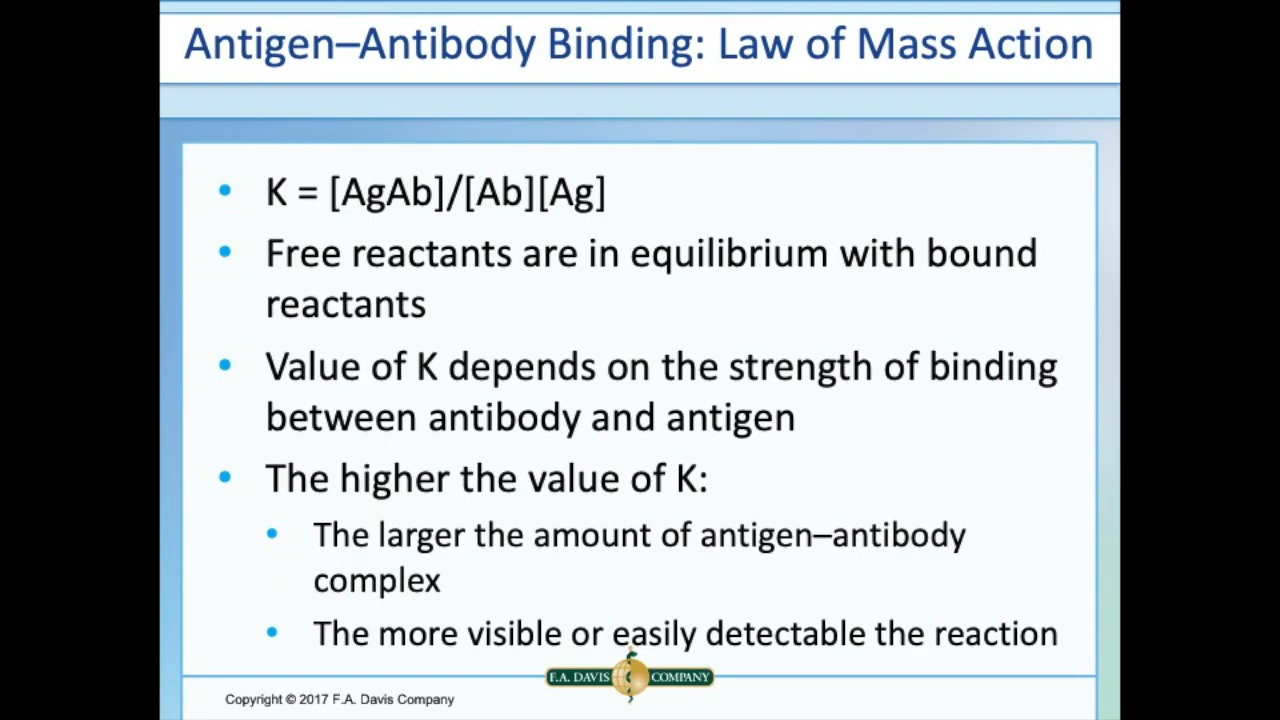 Antigen–Antibody Binding: Law of Mass Action
• K = [AgAb]/[Ab][Ag]
• Free reactants are in equilibrium with bound
reactants
• Value of K depends on the strength of binding
between antibody and antigen
• The higher the value of K:
• The larger the amount of antigen–antibody
complex
• The more visible or easily detectable the reaction
F.A. DAVIS COMPANY
Copyright © 2017 F.A. Davis Company